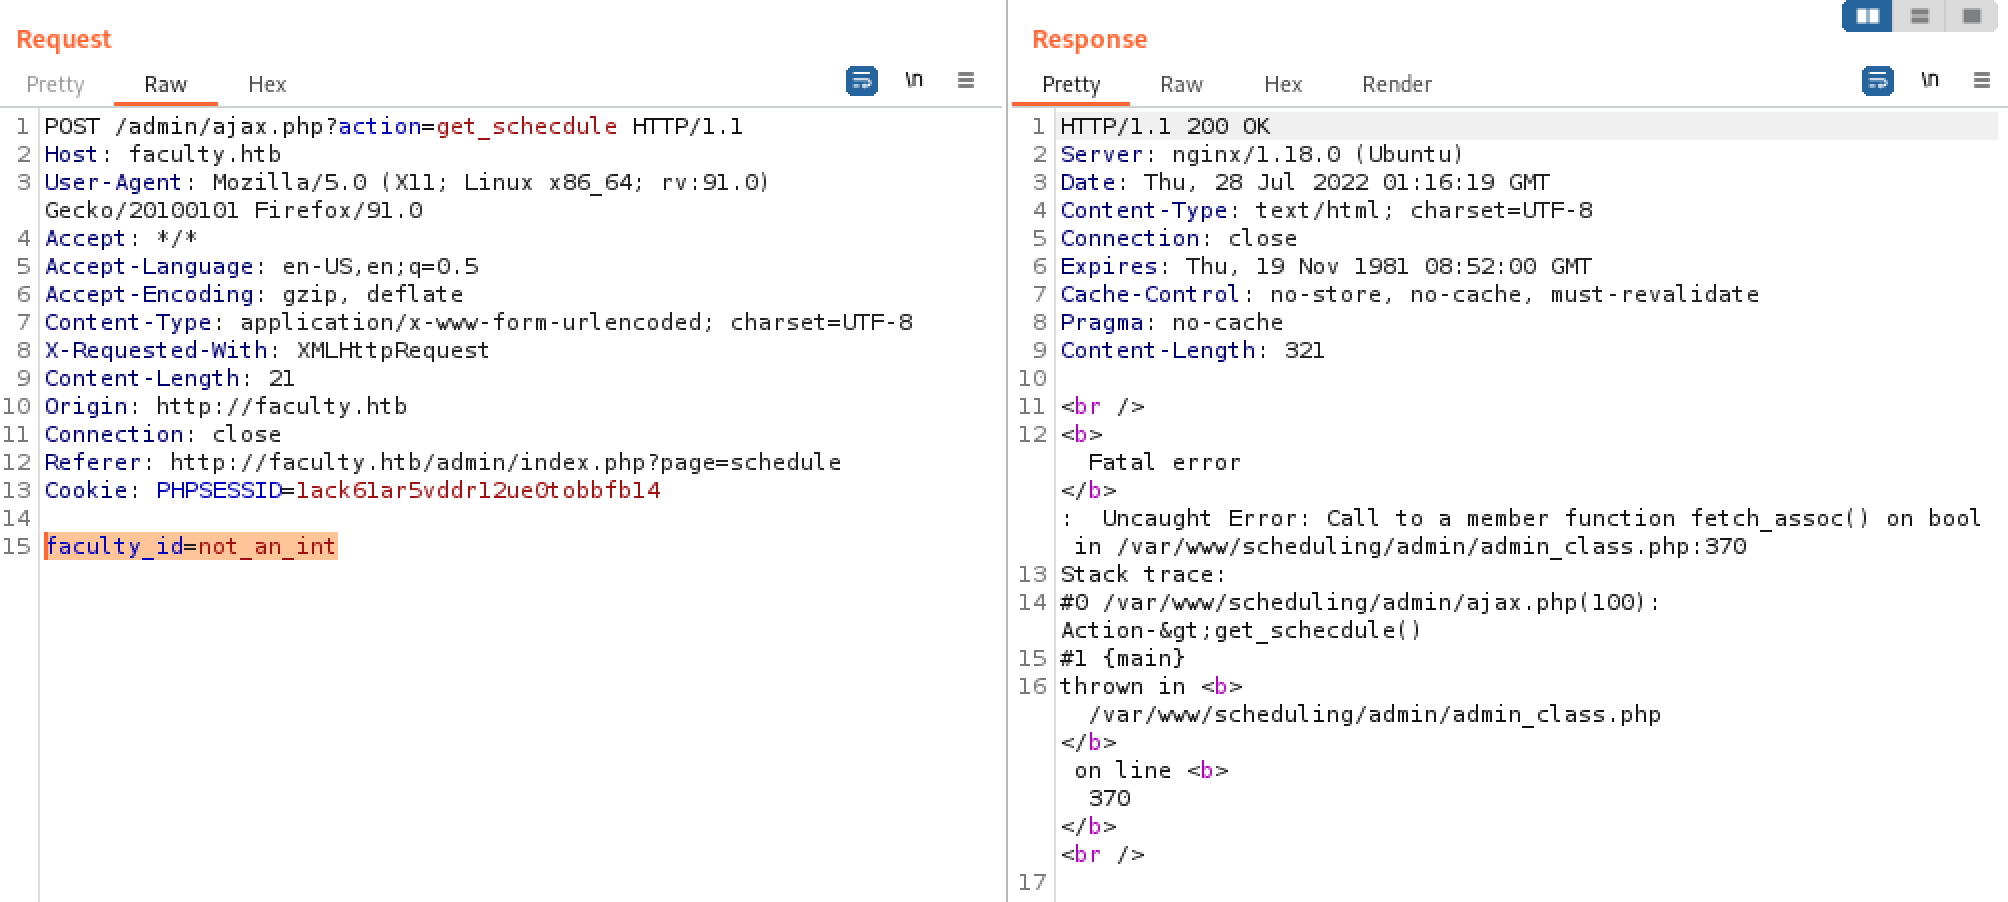 Request
Pretty Raw Hex \n
1 POST /admin/ajax.php?action=get_schecdule HTTP/1.1
2 Host: faculty.htb
3 User-Agent: Mozilla/5.0 (X11; Linux x86_64; rv:91.0)
Gecko/20100101 Firefox/91.0
4 Accept: */*
5 Accept-Language: en-US,en;q=0.5
6 Accept-Encoding: gzip, deflate
7 Content-Type: application/x-www-form-urlencoded; charset=UTF-8
8 X-Requested-With: XMLHttpRequest
9 Content-Length: 21
10 Origin: http://faculty.htb
11 Connection: close
12 Referer: http://faculty.htb/admin/index.php?page=schedule
13 Cookie: PHPSESSID=1ack61ar5vddr12ue0tobbfb14
14
15 faculty_id=not_an_int
Response
Pretty Raw Hex Render \n
1 HTTP/1.1 200 OK
2 Server: nginx/1.18.0 (Ubuntu)
3 Date: Thu, 28 Jul 2022 01:16:19 GMT
4 Content-Type: text/html; charset=UTF-8
5 Connection: close
6 Expires: Thu, 19 Nov 1981 08:52:00 GMT
7 Cache-Control: no-store, no-cache, must-revalidate
8 Pragma: no-cache
9 Content-Length: 321
10
11 <br />
12 <b>
Fatal error
</b>
:  Uncaught Error: Call to a member function fetch_assoc() on bool
in /var/www/scheduling/admin/admin_class.php:370
13 Stack trace:
14 #0 /var/www/scheduling/admin/ajax.php(100):
Action-&gt;get_schecdule()
15 #1 {main}
16 thrown in <b>
/var/www/scheduling/admin/admin_class.php
</b>
on line <b>
370
</b>
<br />
17